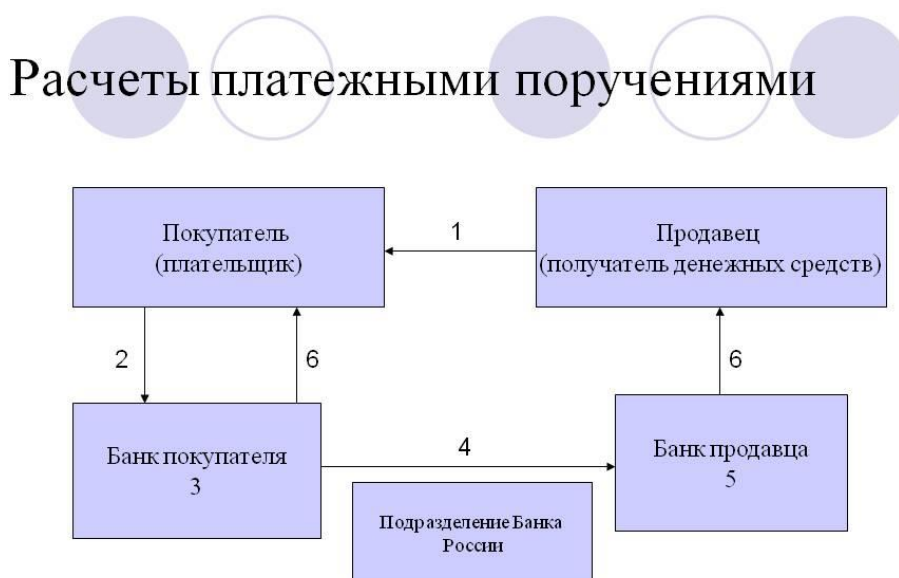 Расчеты платежными поручениями
Покупатель
(плательщик)
1
Продавец
(получатель денежных средств)
2
6
6
Банк покупателя
3
4
Банк продавца
5
Подразделение Банка
России